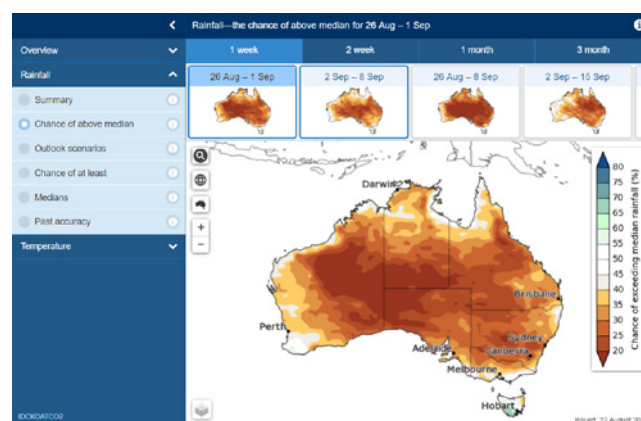 Rainfall—the chance of above median for 26 Aug – 1 Sep
Overview
Rainfall
Summary
Chance of above median
Outlook scenarios
Chance of at least
Medians
Past accuracy
Temperature
IDCKOATCO2
1 week
2 week
1 month
3 month
26 Aug – 1 Sep
2 Sep – 8 Sep
26 Aug – 8 Sep
2 Sep – 15 Sep
+
−
Darwin
Brisbane
Perth
Sydney
Adelaide
Canberra
Melbourne
Hobart
80
75
70
65
60
55
50
45
40
35
30
25
20
Chance of exceeding median rainfall (%)